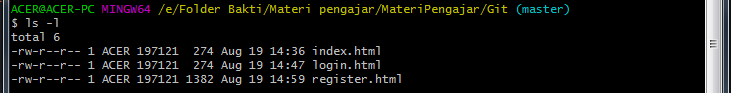 ACER@ACER-PC MINGW64 /e/Folder Bakti/Materi pengajar/MateriPengajar/Git (master)
$ ls -l
total 6
-rw-r--r-- 1 ACER 197121  274 Aug 19 14:36 index.html
-rw-r--r-- 1 ACER 197121  274 Aug 19 14:47 login.html
-rw-r--r-- 1 ACER 197121 1382 Aug 19 14:59 register.html